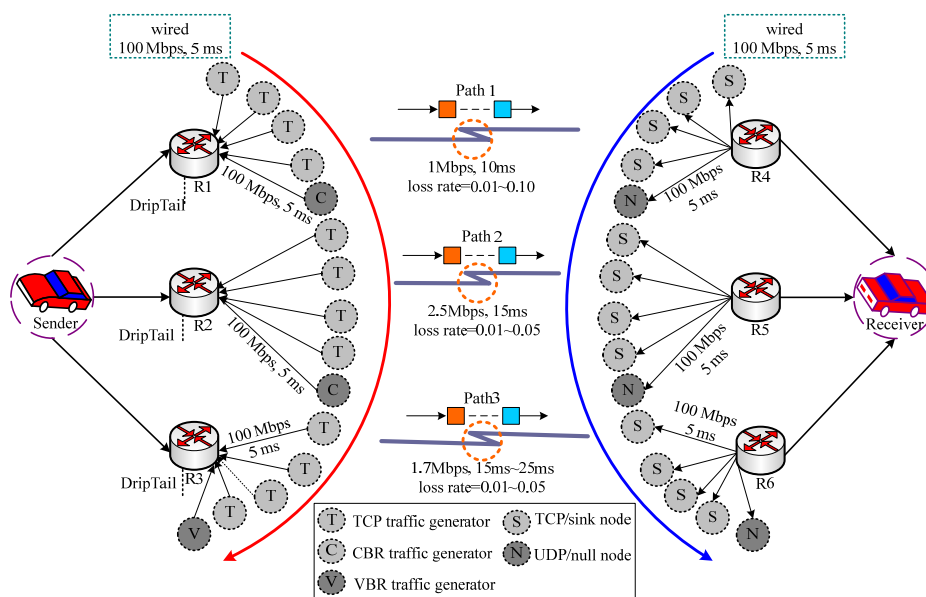 wired
100 Mbps, 5 ms
T
T
T
T
C
R1
100 Mbps, 5 ms
DripTail
Sender
T
T
T
T
C
R2
100 Mbps, 5 ms
DripTail
T
T
T
T
V
R3
100 Mbps
5 ms
DripTail
Path 1
1Mbps, 10ms
loss rate=0.01~0.10
Path 2
2.5Mbps, 15ms
loss rate=0.01~0.05
Path3
1.7Mbps, 15ms~25ms
loss rate=0.01~0.05
wired
100 Mbps, 5 ms
S
S
S
S
N
R4
100 Mbps
5 ms
S
S
S
S
N
R5
100 Mbps
5 ms
Receiver
S
S
S
S
N
R6
100 Mbps
5 ms
T TCP traffic generator
C CBR traffic generator
V VBR traffic generator
S TCP/sink node
N UDP/null node